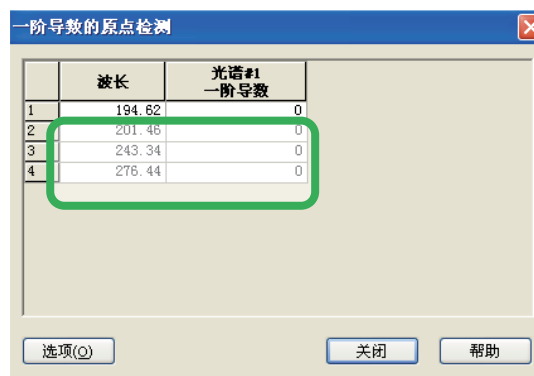 一阶导数的原点检测
波长 光谱#1
一阶导数
1 194.62 0
2 201.46 0
3 243.34 0
4 276.44 0
选项(O) 关闭 帮助